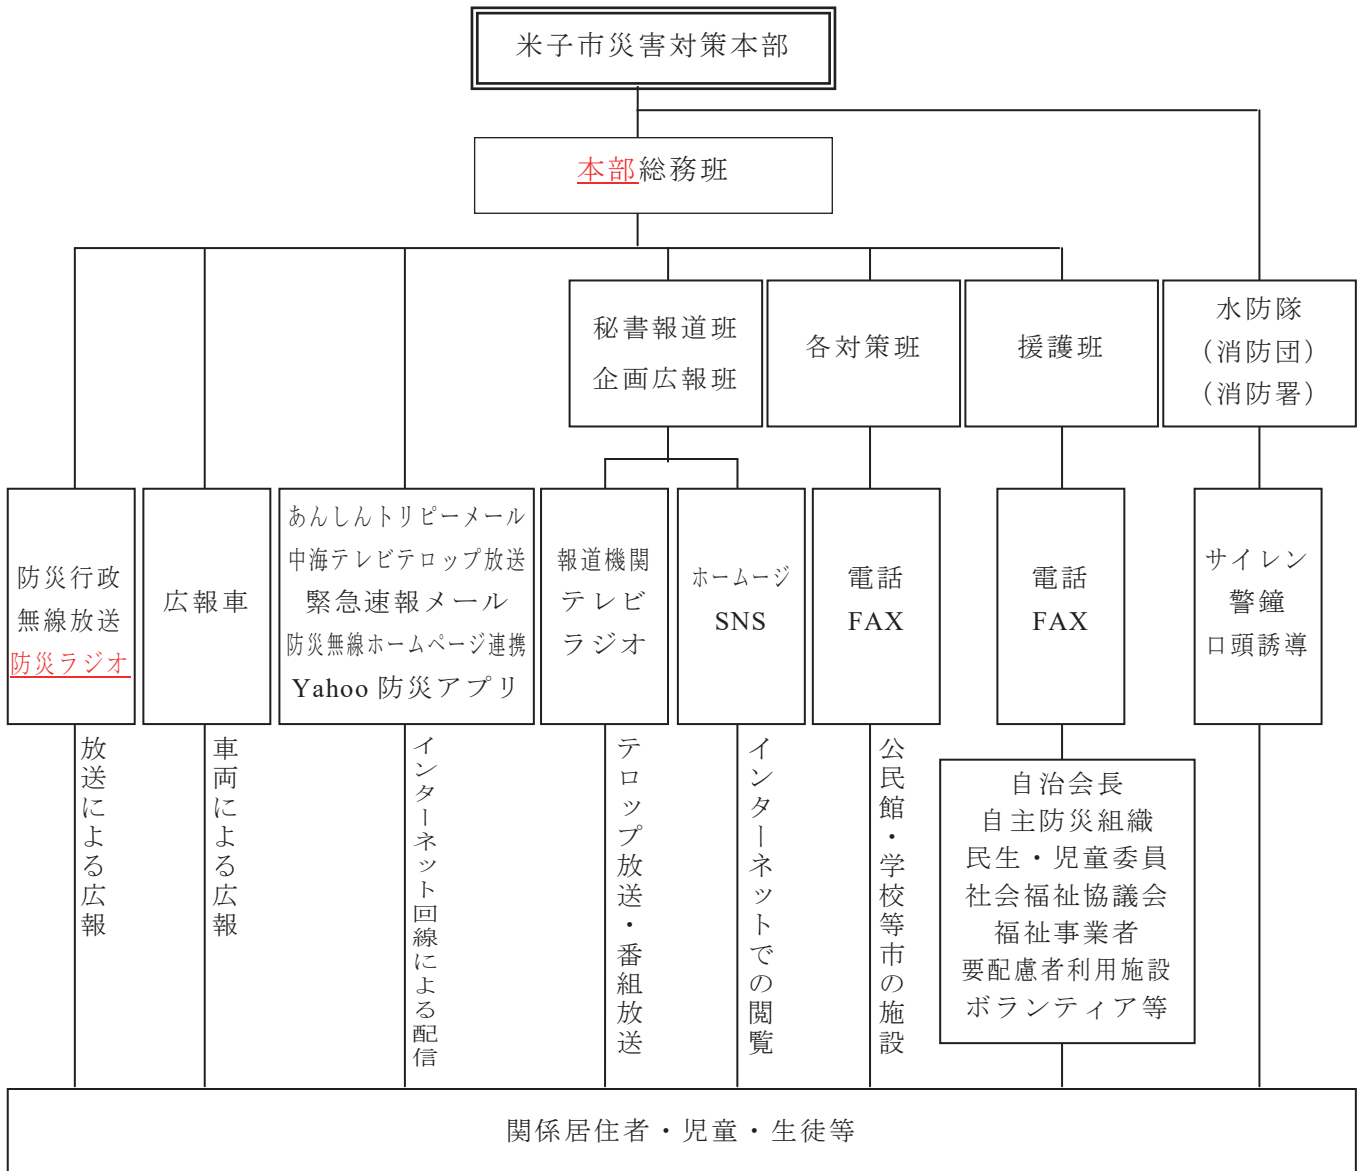 米子市災害対策本部
本部総務班
秘書報道班
企画広報班
各対策班
援護班
水防隊
（消防団）
（消防署）
防災行政
無線放送
防災ラジオ
広報車
あんしんトリピーメール
中海テレビテロップ放送
緊急速報メール
防災無線ホームページ連携
Yahoo 防災アプリ
報道機関
テレビ
ラジオ
ホームージ
SNS
電話
FAX
電話
FAX
サイレン
警鐘
口頭誘導
放送による広報
車両による広報
インターネット回線による配信
テロップ放送・番組放送
インターネットでの閲覧
公民館・学校等市の施設
自治会長
自主防災組織
民生・児童委員
社会福祉協議会
福祉事業者
要配慮者利用施設
ボランティア等
関係居住者・児童・生徒等